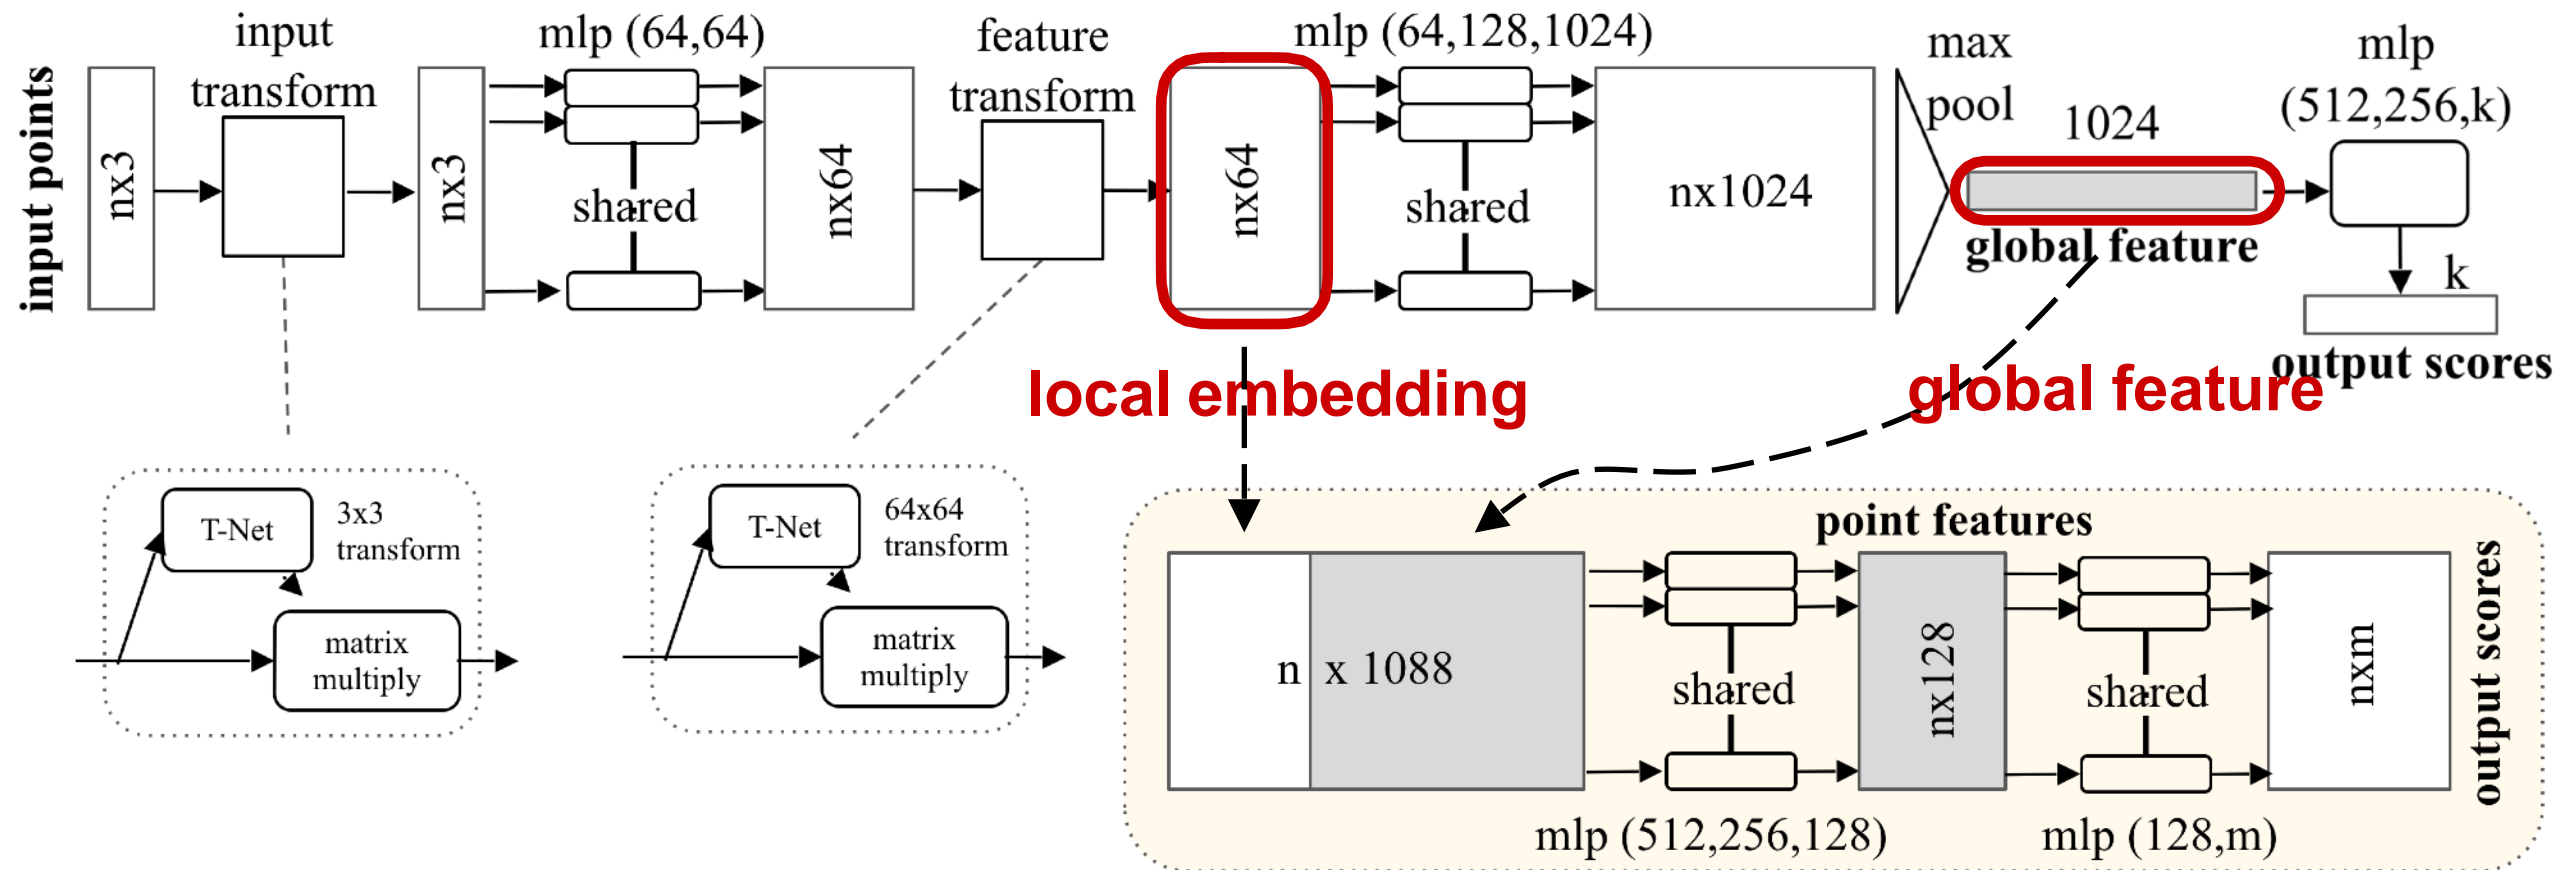 input points
nx3
input
transform
nx3
mlp (64,64)
shared
nx64
feature
transform
nx64
mlp (64,128,1024)
shared
nx1024
max
pool
1024
global feature
mlp
(512,256,k)
k
output scores
local embedding
global feature
T-Net
3x3
transform
matrix
multiply
T-Net
64x64
transform
matrix
multiply
n x 1088
shared
mlp (512,256,128)
point features
nx128
shared
mlp (128,m)
nxm
output scores